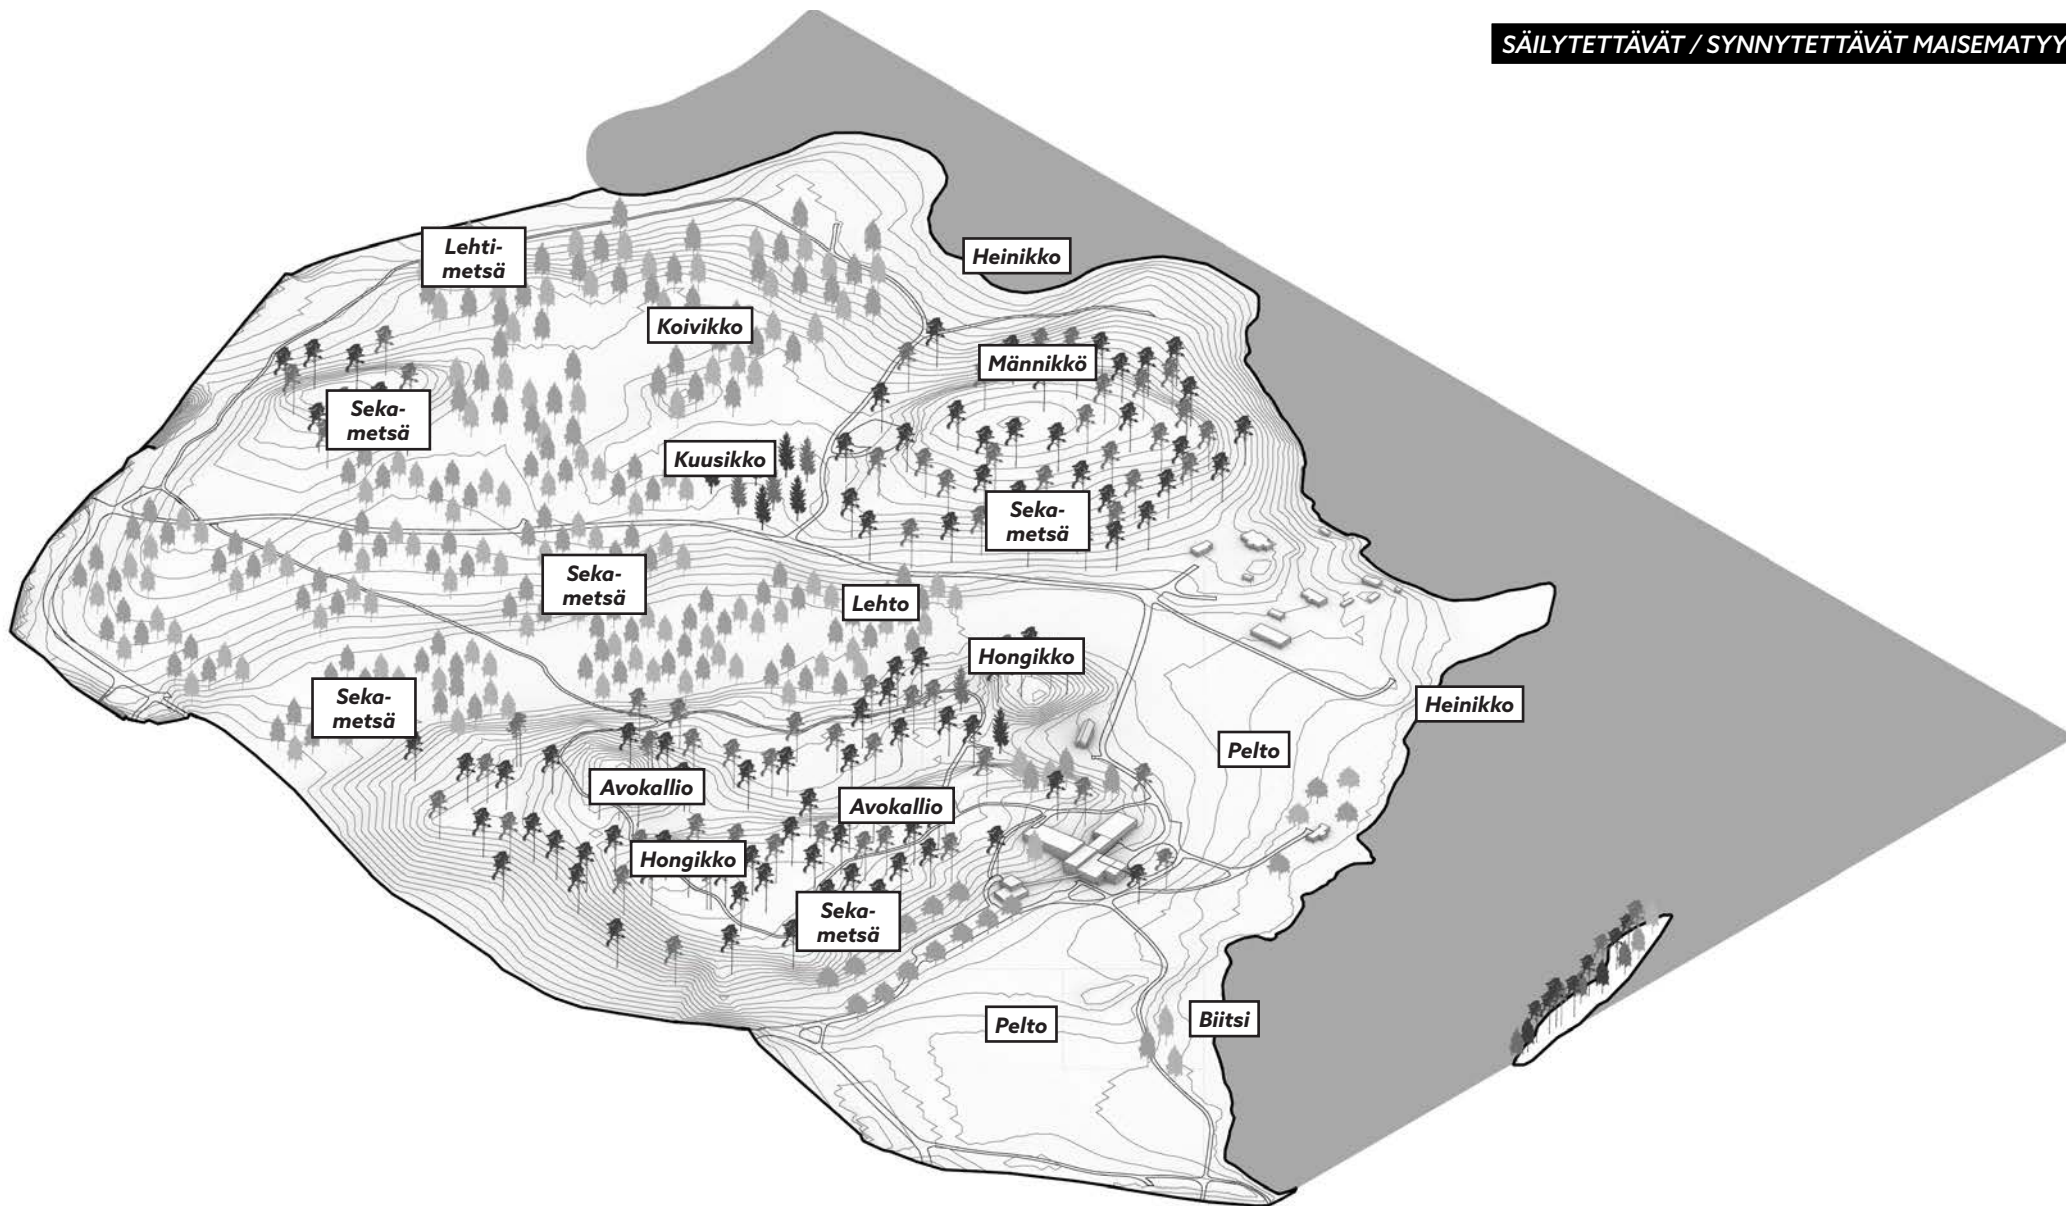 SÄILYTETTÄVÄT / SYNNYTETTÄVÄT MAISEMATYY
Lehti-
metsä
Heinikko
Koivikko
Männikkö
Seka-
metsä
Kuusikko
Seka-
metsä
Seka-
metsä
Lehto
Hongikko
Seka-
metsä
Heinikko
Pelto
Avokallio
Avokallio
Hongikko
Seka-
metsä
Pelto
Biitsi